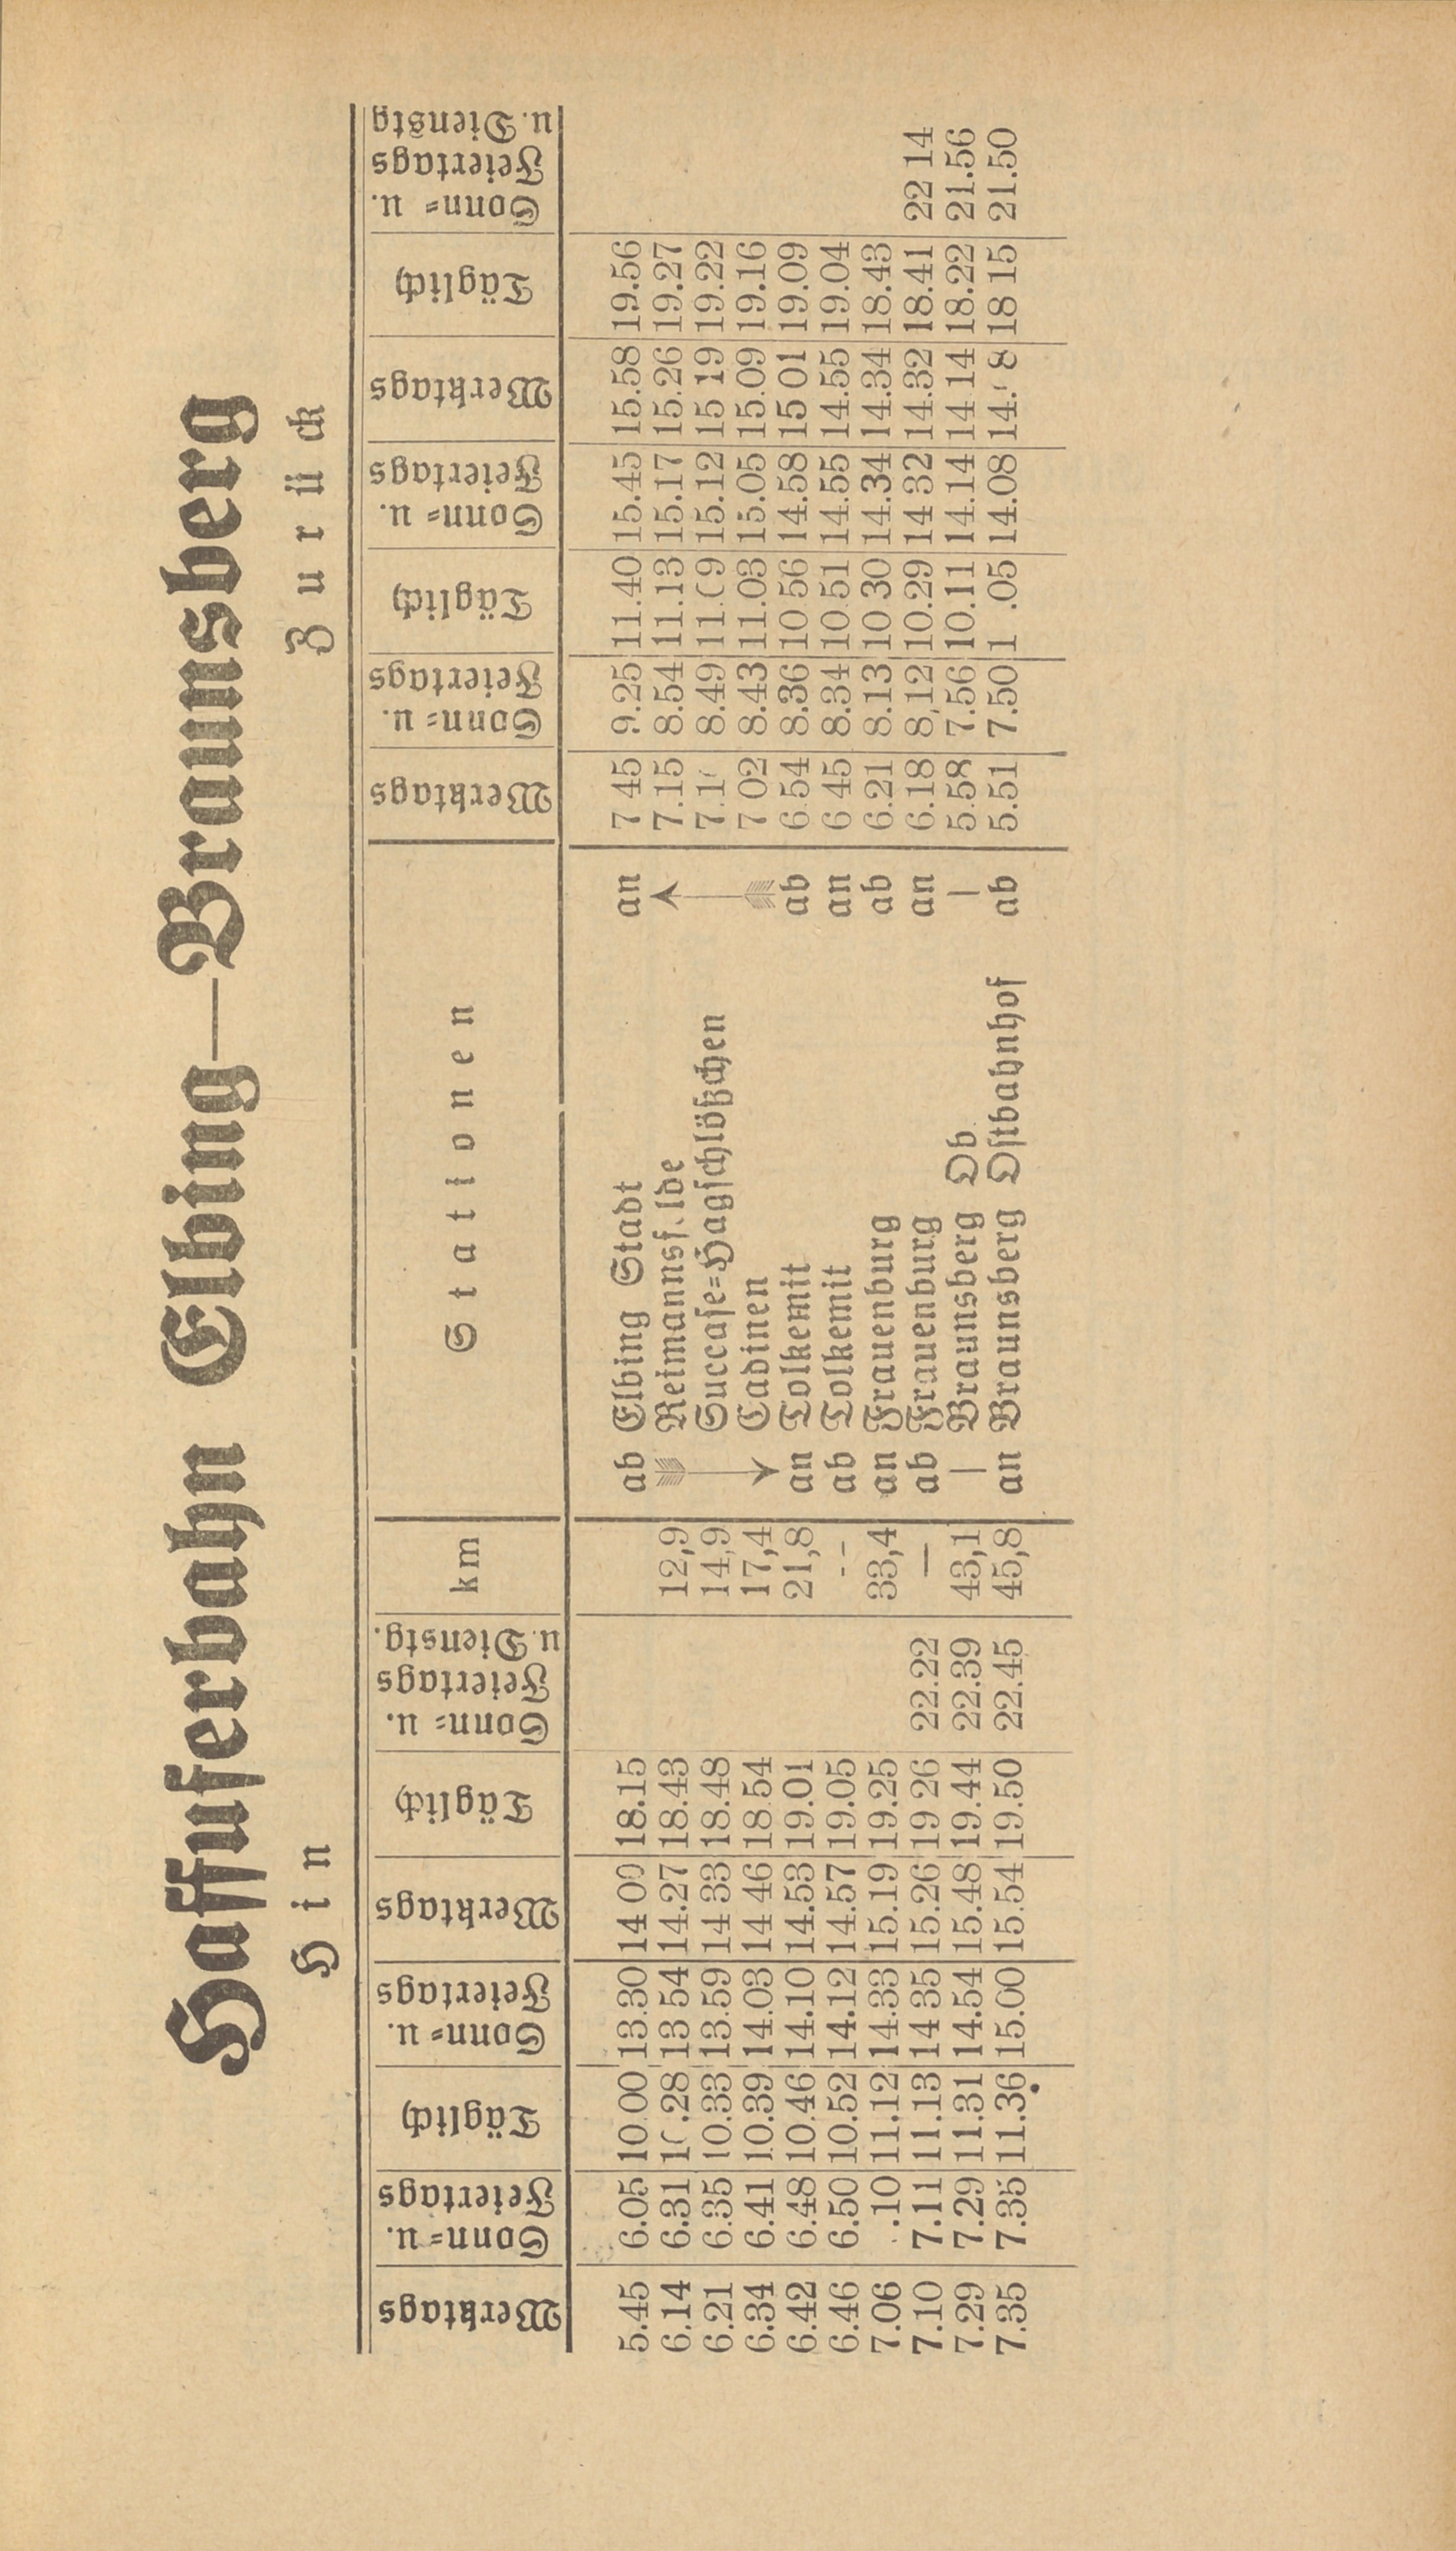 Haffuferbahn Elbing—Braunsberg
Hin Zurück
Werktags | Sonn= u. Feiertags | Täglich | Sonn= u. Feiertags | Werktags | Täglich | Sonn= u. Feiertags u. Dienstg. | km | Stationen | Werktags | Sonn= u. Feiertags | Täglich | Sonn= u. Feiertags | Werktags | Täglich | Sonn= u. Feiertags u. Dienstg
5.45 6.05 10.00 13.30 14 00 18.15 ab Elbing Stadt an 7 45 9.25 11.40 15.45 15.58 19.56
6.14 6.31 .28 13 54 14.27 18.43 12,9 Reimannsf.lde 7.15 8.54 11.13 15.17 15.26 19.27
6.21 6.35 10.33 13.59 14 33 18.48 14,9 Succase=Hagschlößchen 8.49 11.09 15.12 15 19 19.22
6.34 6.41 10.39 14.03 14 46 18 54 17,4 Cadinen 7 02 8.43 11.03 15.05 15.09 19.16
6.42 6.48 10.46 14.10 14.53 19.01 21,8 an Tolkemit ab 6.54 8.36 10 56 14.58 15 01 19.09
6.46 6.50 10.52 14.12 14.57 19.05 -- ab Tolkemit an 6 45 8.34 10.51 14.55 14.55 19.04
7.06 .10 11.12 14.33 15.19 19.25 33,4 an Frauenburg ab 6.21 8.13 10 30 14.34 14.34 18.43
7.10 7.11 11.13 14 35 15.26 19 26 22.22 — ab Frauenburg an 6.18 8,12 10.29 14 32 14.32 18.41 22 14
7.29 7.29 11.31 14.54 15.48 19.44 22.39 43,1 | Braunsberg Ob. | 5.58 7.56 10.11 14.14 14 14 18.22 21.56
7.35 7.35 11.36 15.00 15.54 19.50 22.45 45,8 an Braunsberg Ostbahnhof ab 5.51 7.50 1 .05 14.08 14. 8 18 15 21.50